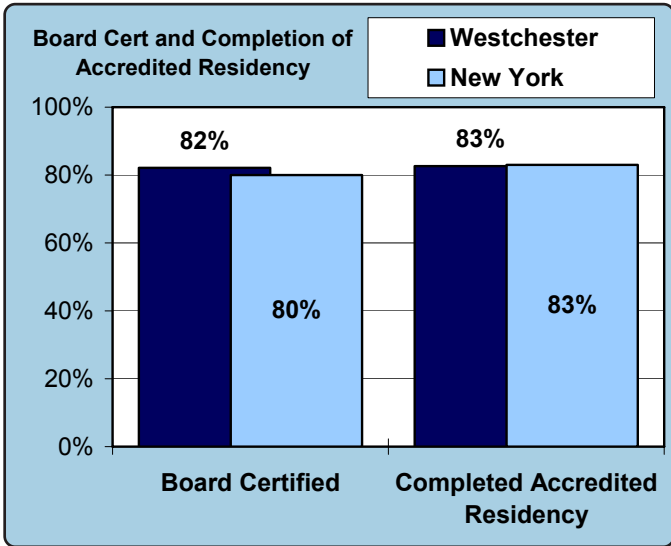 Board Cert and Completion of
Accredited Residency
Westchester
New York
100%
80%
60%
40%
20%
0%
82%
80%
83%
83%
Board Certified
Completed Accredited
Residency